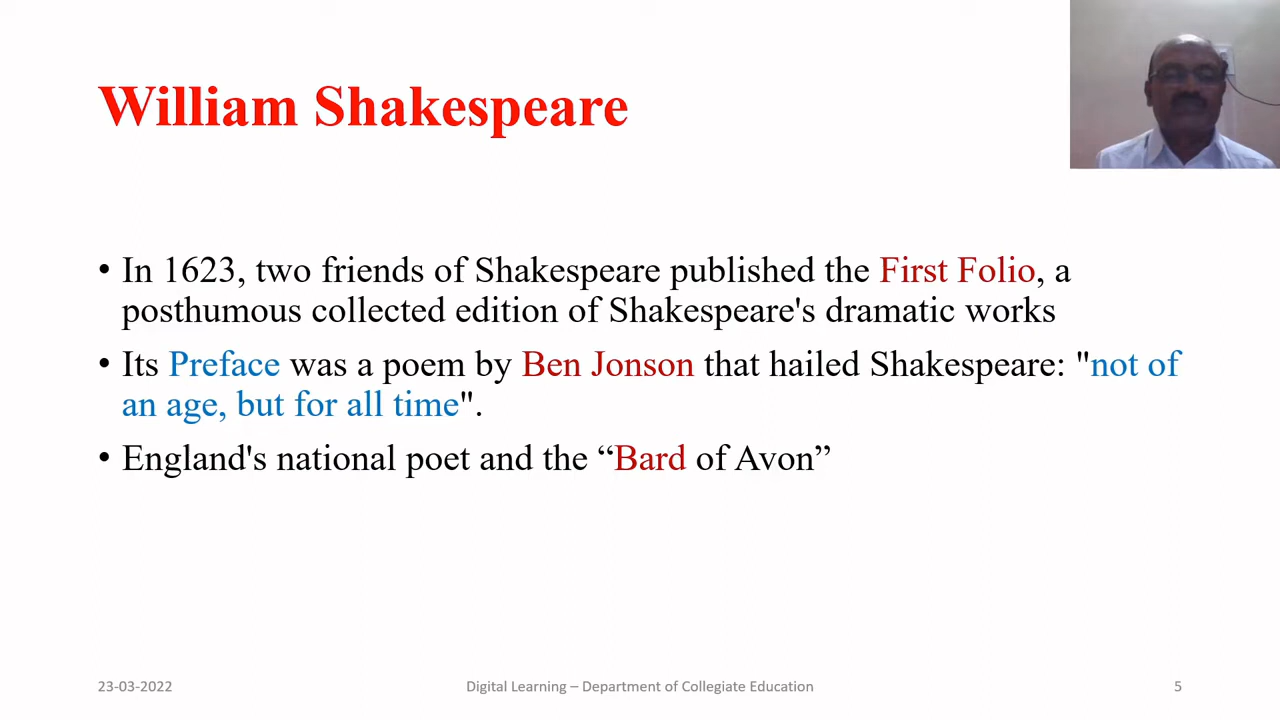 William Shakespeare
• In 1623, two friends of Shakespeare published the First Folio, a
posthumous collected edition of Shakespeare's dramatic works
• Its Preface was a poem by Ben Jonson that hailed Shakespeare: "not of
an age, but for all time".
• England's national poet and the “Bard of Avon”
23-03-2022
Digital Learning – Department of Collegiate Education
5